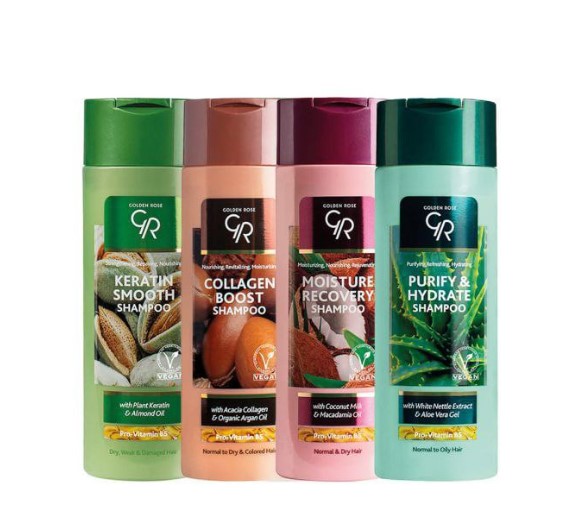 GOLDEN ROSE
GR
Smoothing, Repairing, Nourishing
KERATIN
SMOOTH
SHAMPOO
VEGAN
with Plant Keratin
& Almond Oil
Pro-Vitamin B5
Dry, Weak & Damaged Hair
GOLDEN ROSE
GR
Nourishing, Revitalizing, Moisturizing
COLLAGEN
BOOST
SHAMPOO
VEGAN
with Acacia Collagen
& Organic Argan Oil
Pro-Vitamin B5
Normal to Dry & Colored Hair
GOLDEN ROSE
GR
Moisturizing, Nourishing, Rejuvenating
MOISTURE
RECOVERY
SHAMPOO
VEGAN
with Coconut Milk
& Macadamia Oil
Pro-Vitamin B5
Normal to Dry Hair
GOLDEN ROSE
GR
Purifying, Refreshing, Hydrating
PURIFY &
HYDRATE
SHAMPOO
VEGAN
with White Nettle Extract
& Aloe Vera Gel
Pro-Vitamin B5
Normal to Oily Hair